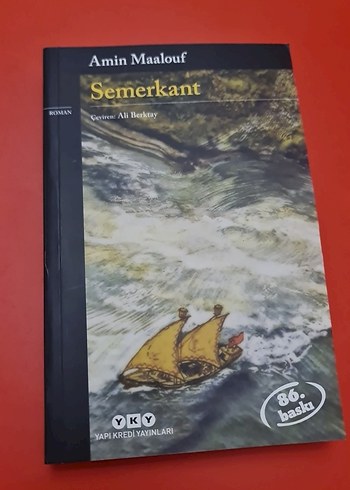 Amin Maalouf
Semerkant
ROMAN
Çeviren: Ali Berktay
86.
baskı
YKY
YAPI KREDİ YAYINLARI